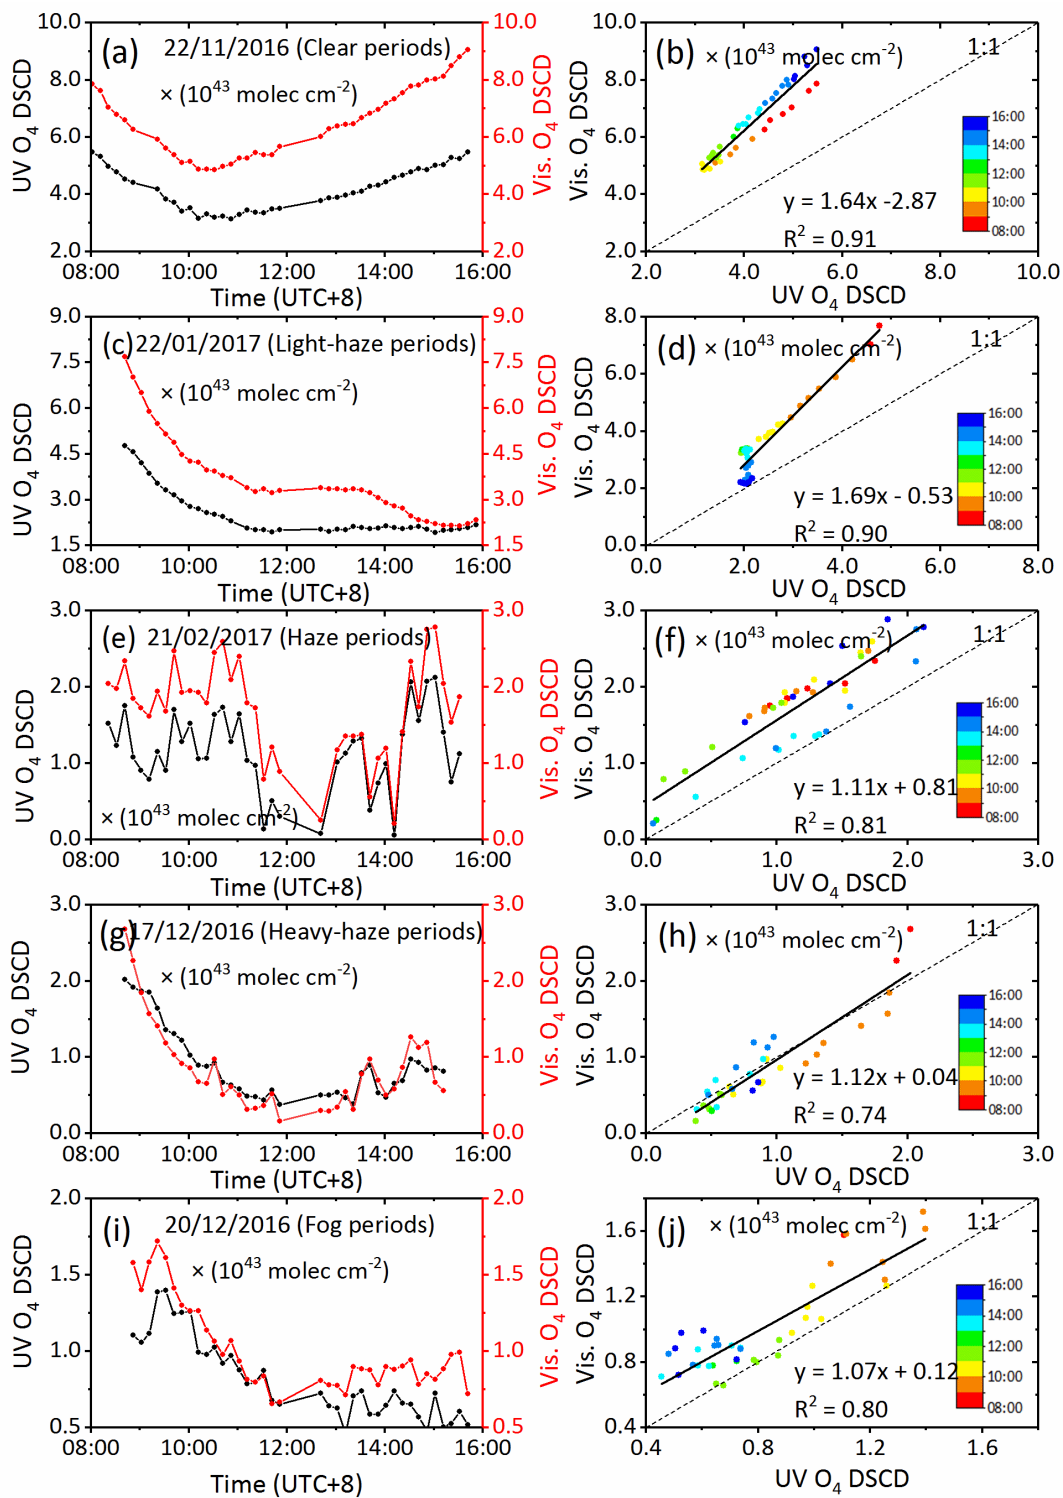 (a) 22/11/2016 (Clear periods)
× (10^43 molec cm^-2)
UV O4 DSCD
10.0
8.0
6.0
4.0
2.0
Vis. O4 DSCD
10.0
8.0
6.0
4.0
2.0
08:00 10:00 12:00 14:00 16:00
Time (UTC+8)
(b) × (10^43 molec cm^-2) 1:1
Vis. O4 DSCD
10.0
8.0
6.0
4.0
2.0
16:00
14:00
12:00
10:00
08:00
y = 1.64x -2.87
R² = 0.91
2.0 4.0 6.0 8.0 10.0
UV O4 DSCD
(c) 22/01/2017 (Light-haze periods)
× (10^43 molec cm^-2)
UV O4 DSCD
9.0
7.5
6.0
4.5
3.0
1.5
Vis. O4 DSCD
9.0
7.5
6.0
4.5
3.0
1.5
08:00 10:00 12:00 14:00 16:00
Time (UTC+8)
(d) × (10^43 molec cm^-2) 1:1
Vis. O4 DSCD
8.0
6.0
4.0
2.0
0.0
16:00
14:00
12:00
10:00
08:00
y = 1.69x - 0.53
R² = 0.90
0.0 2.0 4.0 6.0 8.0
UV O4 DSCD
(e) 21/02/2017 (Haze periods)
× (10^43 molec cm^-2)
UV O4 DSCD
3.0
2.0
1.0
0.0
Vis. O4 DSCD
3.0
2.0
1.0
0.0
08:00 10:00 12:00 14:00 16:00
Time (UTC+8)
(f) × (10^43 molec cm^-2) 1:1
Vis. O4 DSCD
3.0
2.0
1.0
0.0
16:00
14:00
12:00
10:00
08:00
y = 1.11x + 0.81
R² = 0.81
0.0 1.0 2.0 3.0
UV O4 DSCD
(g) 17/12/2016 (Heavy-haze periods)
× (10^43 molec cm^-2)
UV O4 DSCD
3.0
2.0
1.0
0.0
Vis. O4 DSCD
3.0
2.0
1.0
0.0
08:00 10:00 12:00 14:00 16:00
Time (UTC+8)
(h) × (10^43 molec cm^-2) 1:1
Vis. O4 DSCD
3.0
2.0
1.0
0.0
16:00
14:00
12:00
10:00
08:00
y = 1.12x + 0.04
R² = 0.74
0.0 1.0 2.0 3.0
UV O4 DSCD
(i) 20/12/2016 (Fog periods)
× (10^43 molec cm^-2)
UV O4 DSCD
2.0
1.5
1.0
0.5
Vis. O4 DSCD
2.0
1.5
1.0
0.5
08:00 10:00 12:00 14:00 16:00
Time (UTC+8)
(j) × (10^43 molec cm^-2) 1:1
Vis. O4 DSCD
1.6
1.2
0.8
0.4
16:00
14:00
12:00
10:00
08:00
y = 1.07x + 0.12
R² = 0.80
0.4 0.8 1.2 1.6
UV O4 DSCD